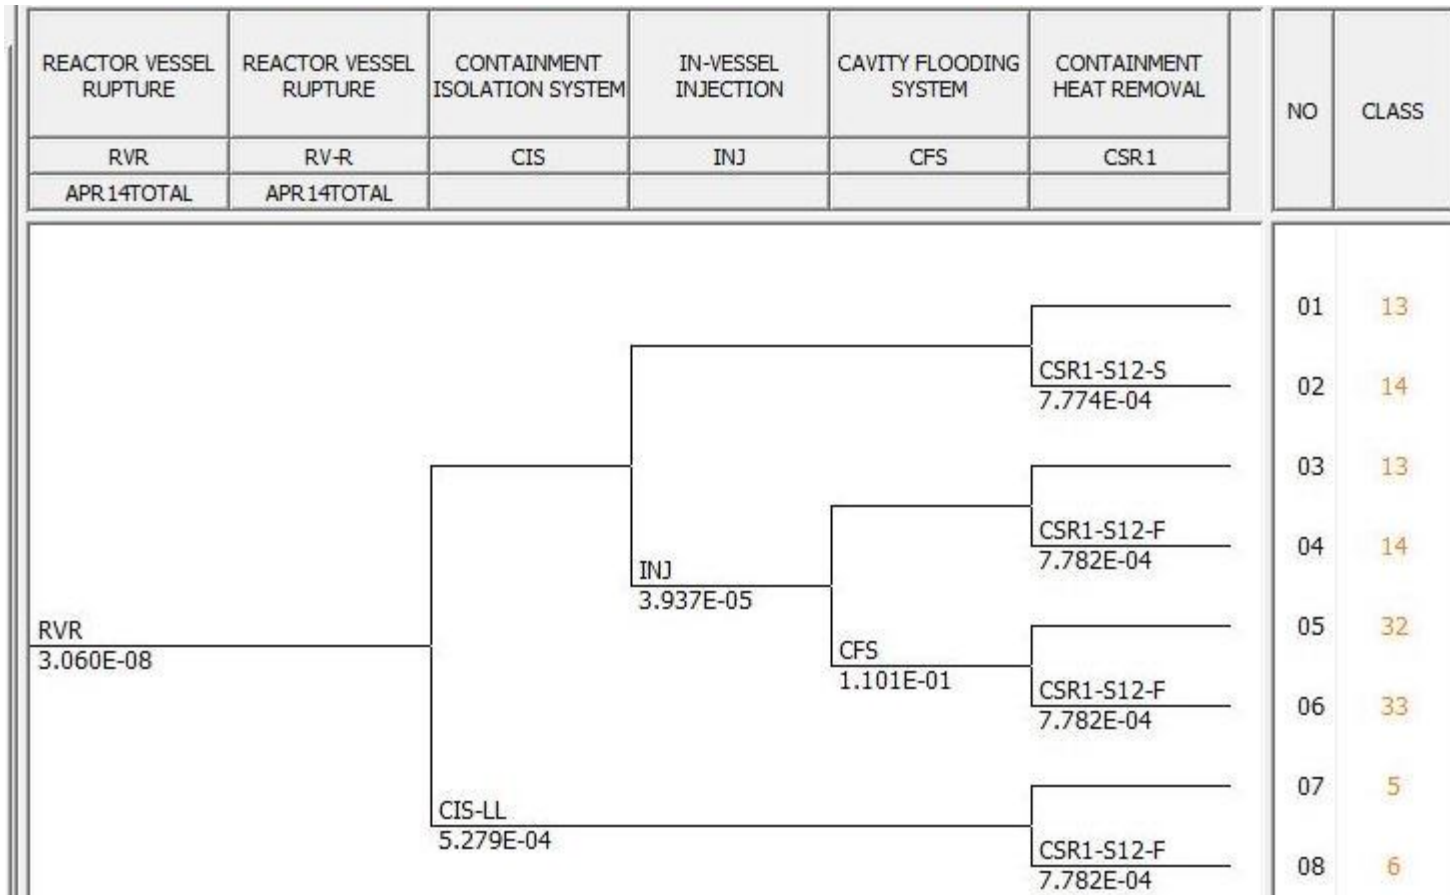 REACTOR VESSEL
RUPTURE
REACTOR VESSEL
RUPTURE
CONTAINMENT
ISOLATION SYSTEM
IN-VESSEL
INJECTION
CAVITY FLOODING
SYSTEM
CONTAINMENT
HEAT REMOVAL
NO
CLASS
RVR
RV-R
CIS
INJ
CFS
CSR1
APR14TOTAL
APR14TOTAL
01 13
CSR1-S12-S
7.774E-04
02 14
03 13
CSR1-S12-F
7.782E-04
04 14
INJ
3.937E-05
RVR
3.060E-08
05 32
CFS
1.101E-01
CSR1-S12-F
7.782E-04
06 33
07 5
CIS-LL
5.279E-04
CSR1-S12-F
7.782E-04
08 6